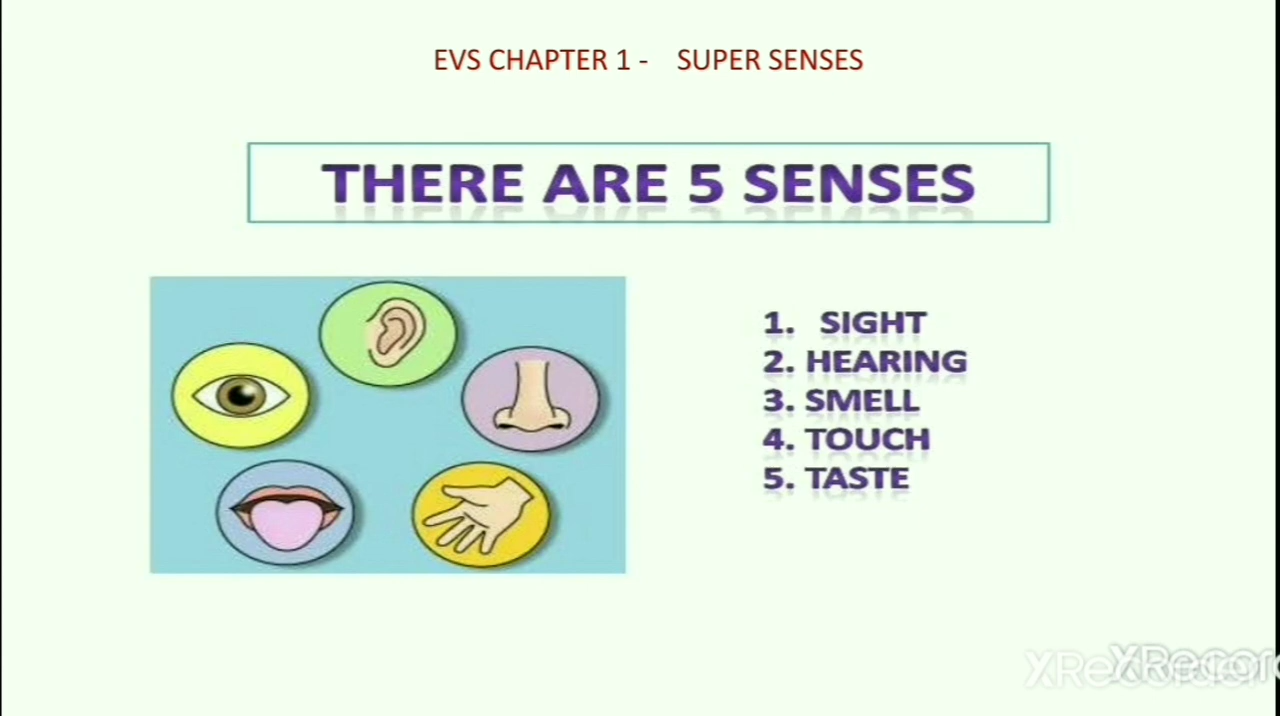 EVS CHAPTER 1 - SUPER SENSES
THERE ARE 5 SENSES
1. SIGHT
2. HEARING
3. SMELL
4. TOUCH
5. TASTE
XRecorder